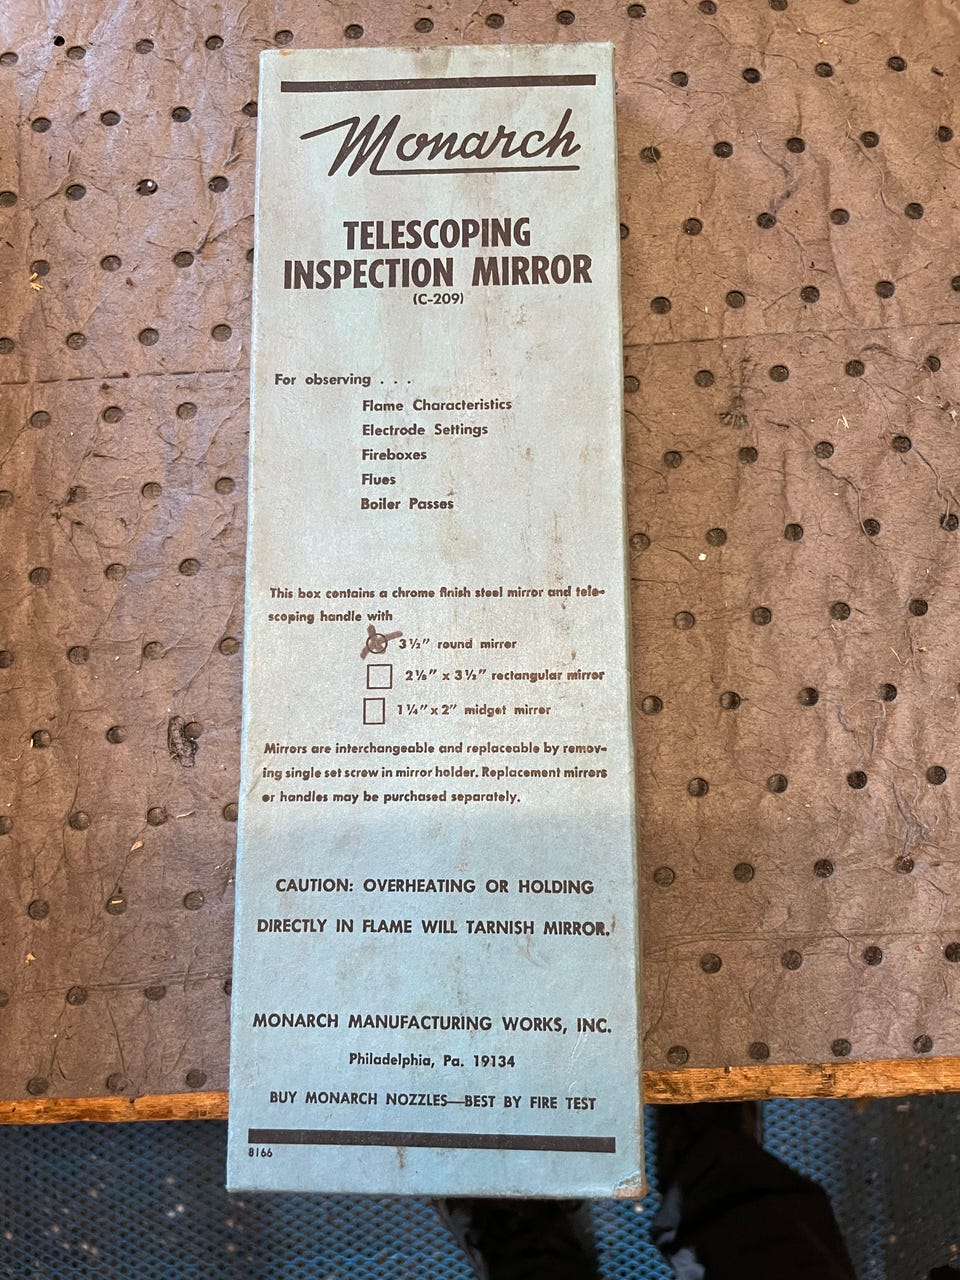 Monarch
TELESCOPING
INSPECTION MIRROR
(C-209)
For observing . . .
Flame Characteristics
Electrode Settings
Fireboxes
Flues
Boiler Passes
This box contains a chrome finish steel mirror and tele-
scoping handle with
3½" round mirror
2⅛" x 3½" rectangular mirror
1¼" x 2" midget mirror
Mirrors are interchangeable and replaceable by remov-
ing single set screw in mirror holder. Replacement mirrors
or handles may be purchased separately.
CAUTION: OVERHEATING OR HOLDING
DIRECTLY IN FLAME WILL TARNISH MIRROR.
MONARCH MANUFACTURING WORKS, INC.
Philadelphia, Pa. 19134
BUY MONARCH NOZZLES—BEST BY FIRE TEST
8166